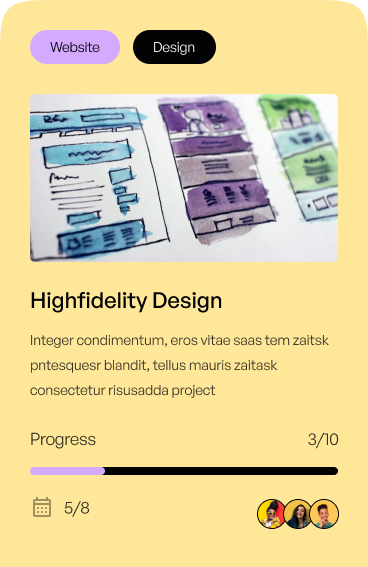 Website
Design
Highfidelity Design
Integer condimentum, eros vitae saas tem zaitsk
pntesquesr blandit, tellus mauris zaitask
consectetur risusadda project
Progress
3/10
5/8